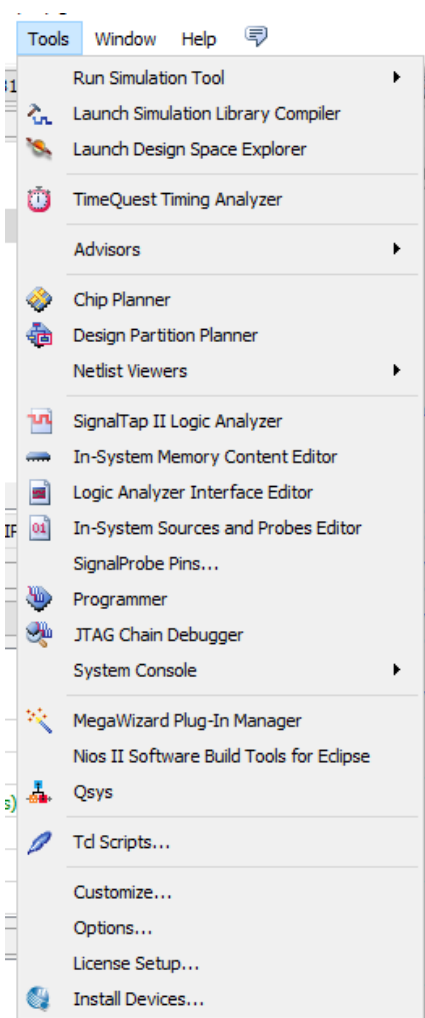 Tools Window Help
Run Simulation Tool
Launch Simulation Library Compiler
Launch Design Space Explorer
TimeQuest Timing Analyzer
Advisors
Chip Planner
Design Partition Planner
Netlist Viewers
SignalTap II Logic Analyzer
In-System Memory Content Editor
Logic Analyzer Interface Editor
In-System Sources and Probes Editor
SignalProbe Pins...
Programmer
JTAG Chain Debugger
System Console
MegaWizard Plug-In Manager
Nios II Software Build Tools for Eclipse
Qsys
s)
Tcl Scripts...
Customize...
Options...
License Setup...
Install Devices...